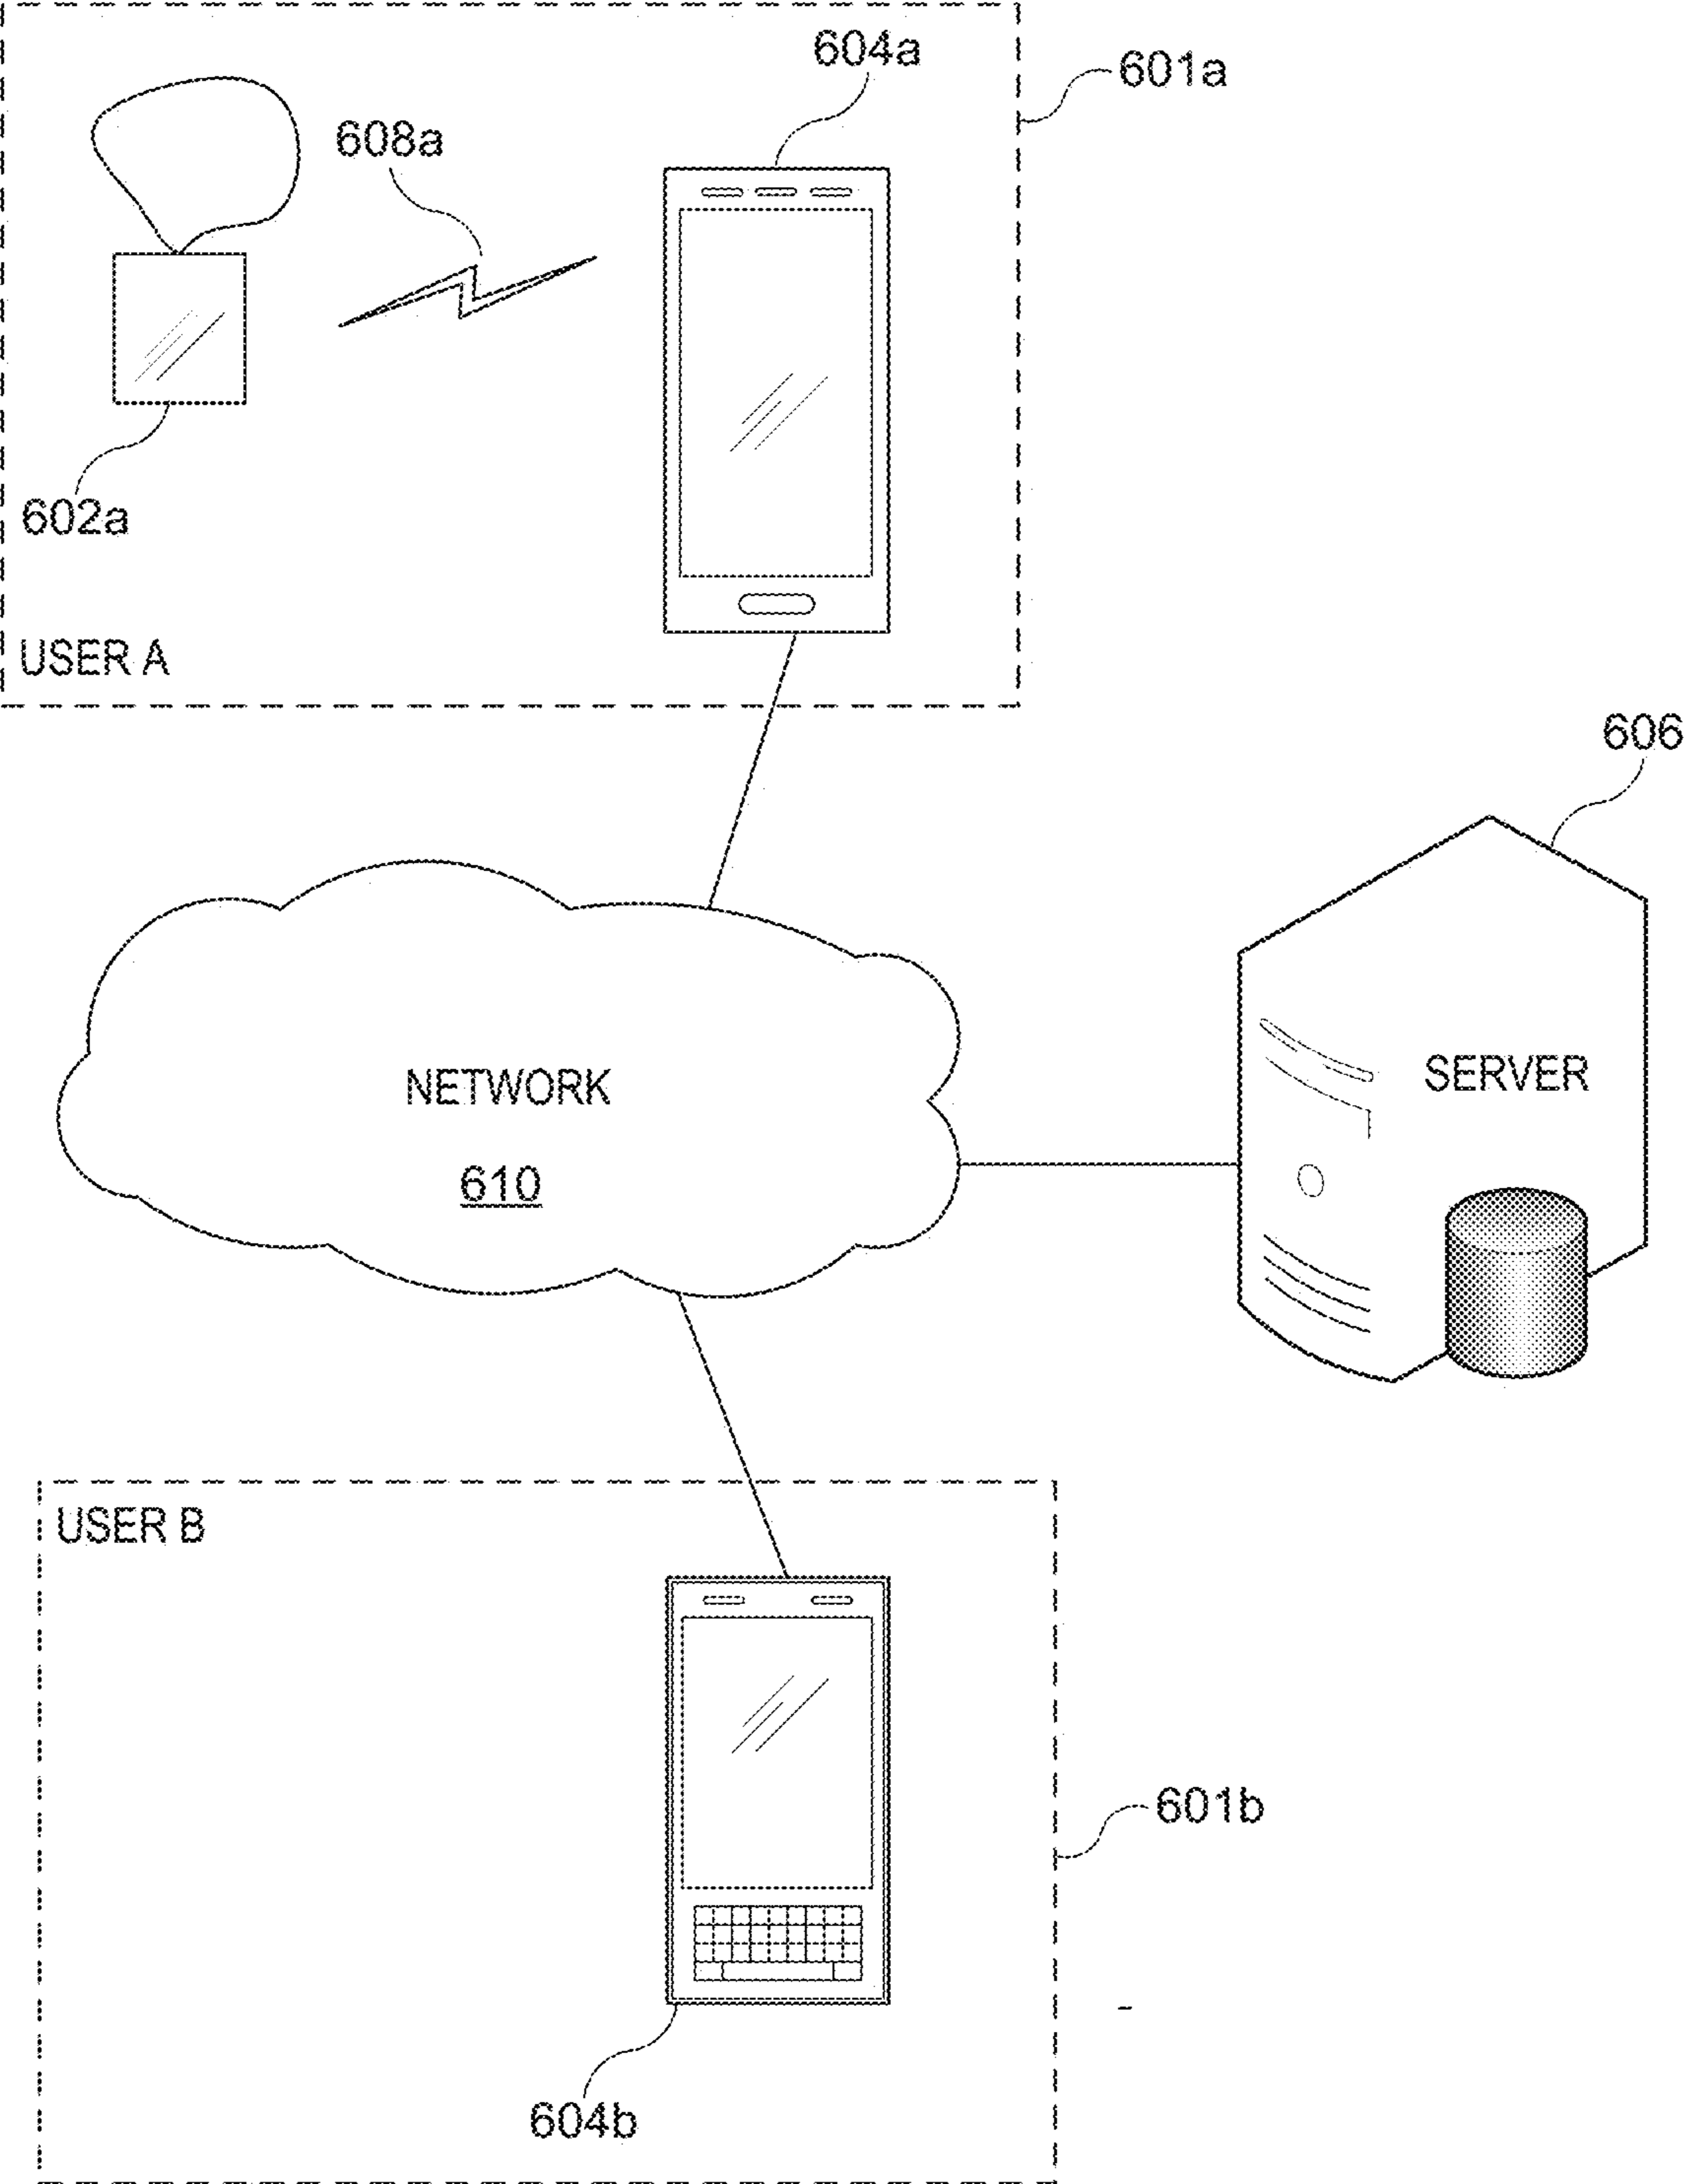 604a
601a
608a
602a
USER A
606
NETWORK
610
SERVER
USER B
601b
604b